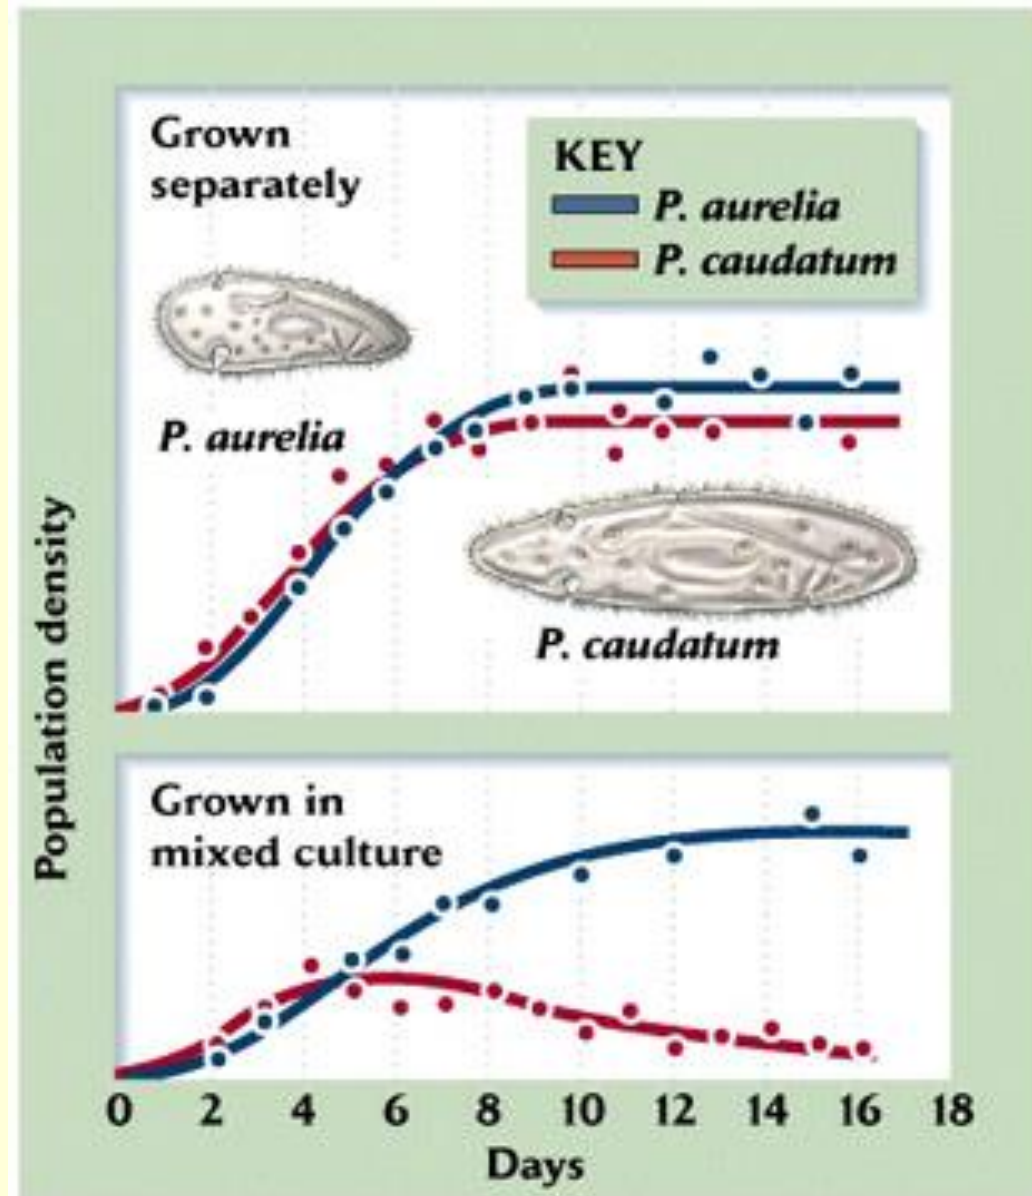 Grown
separately
KEY
P. aurelia
P. caudatum
P. aurelia
P. caudatum
Population density
Grown in
mixed culture
0 2 4 6 8 10 12 14 16 18
Days